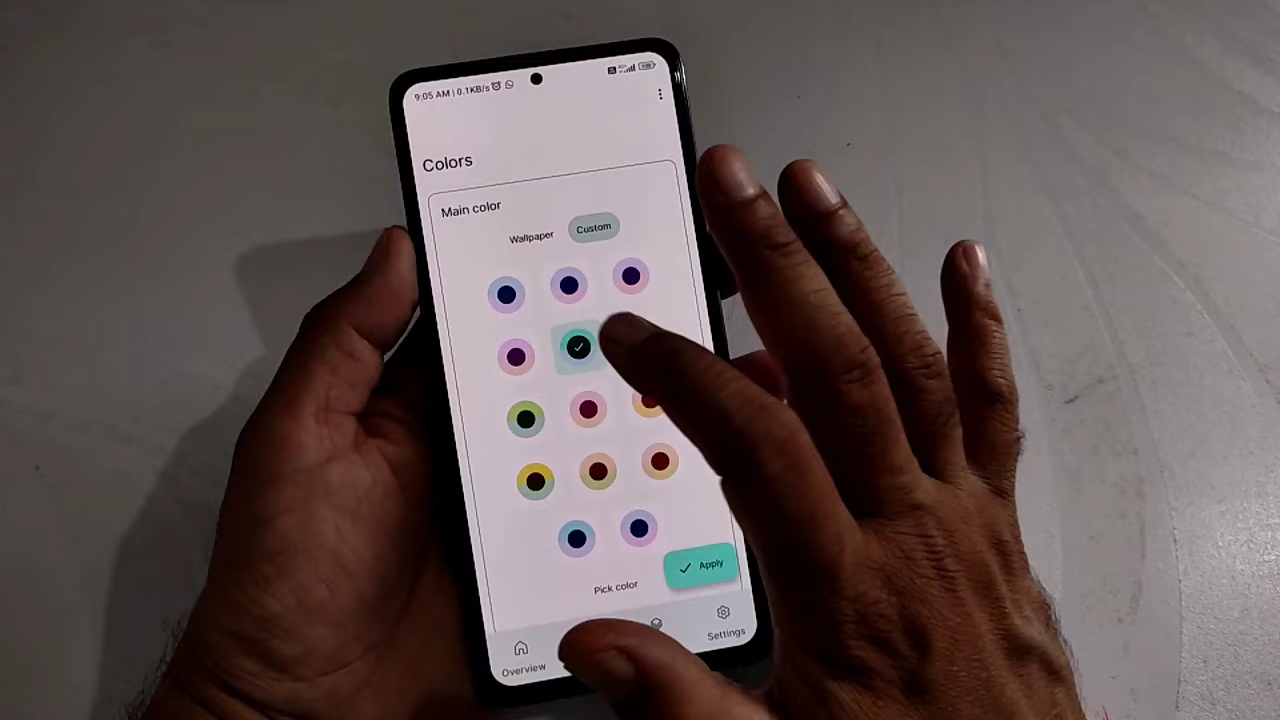 9:05 AM | 0.1KB/s
Colors
Main color
Wallpaper Custom
Apply
Pick color
Overview
Settings